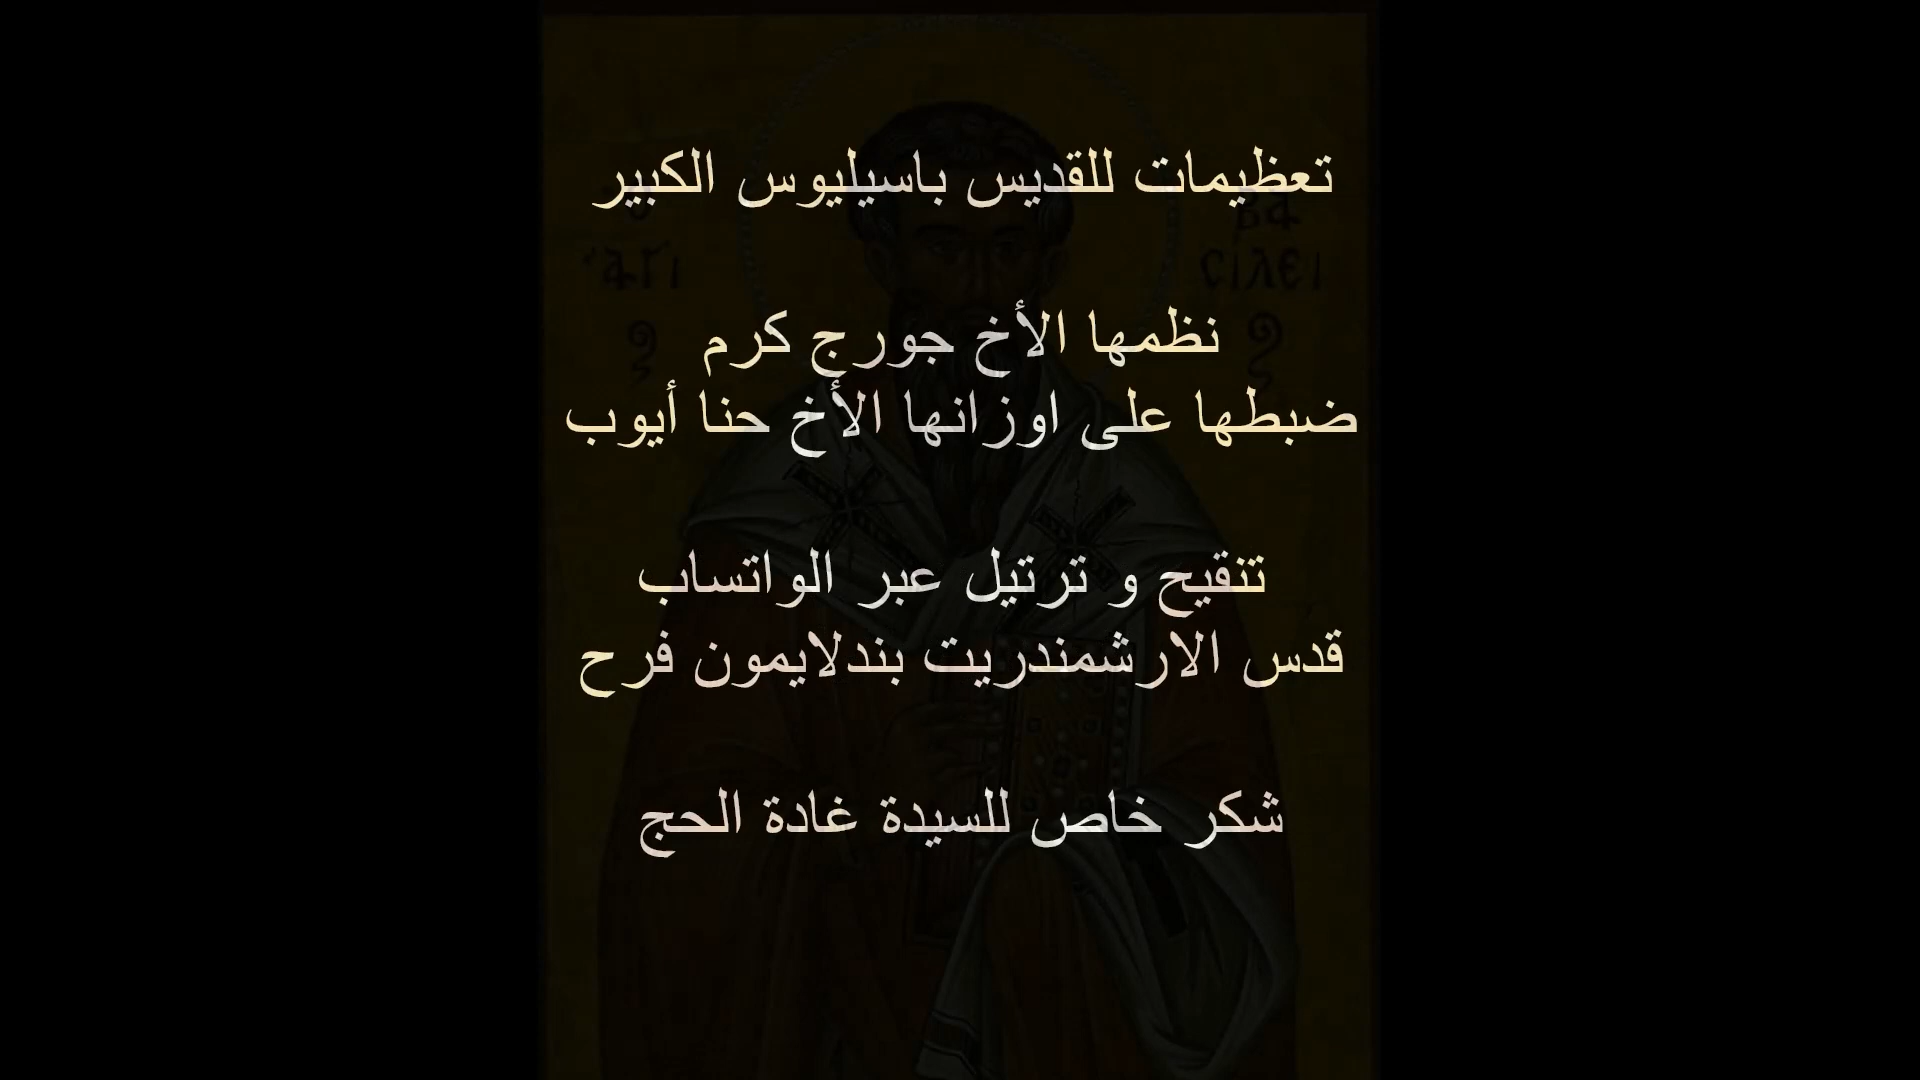 تعظيمات للقديس باسيليوس الكبير
نظمها الأخ جورج كرم
ضبطها على اوزانها الأخ حنا أيوب
تنقيح و ترتيل عبر الواتساب
قدس الارشمندريت بندلايمون فرح
شكر خاص للسيدة غادة الحج